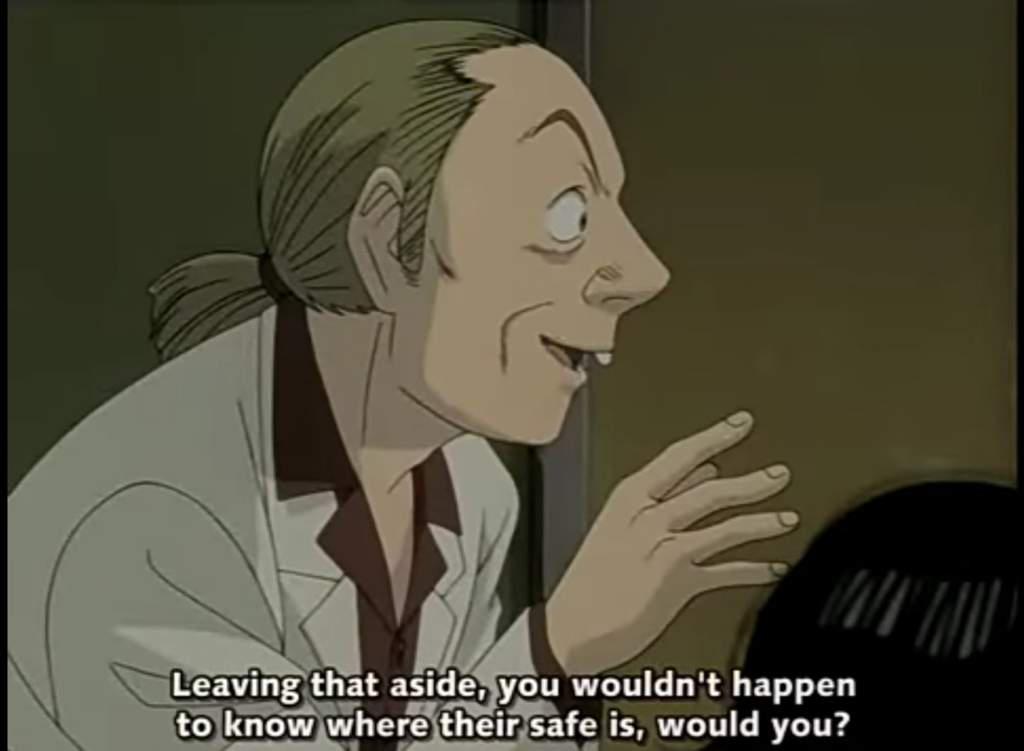 Leaving that aside, you wouldn't happen
to know where their safe is, would you?